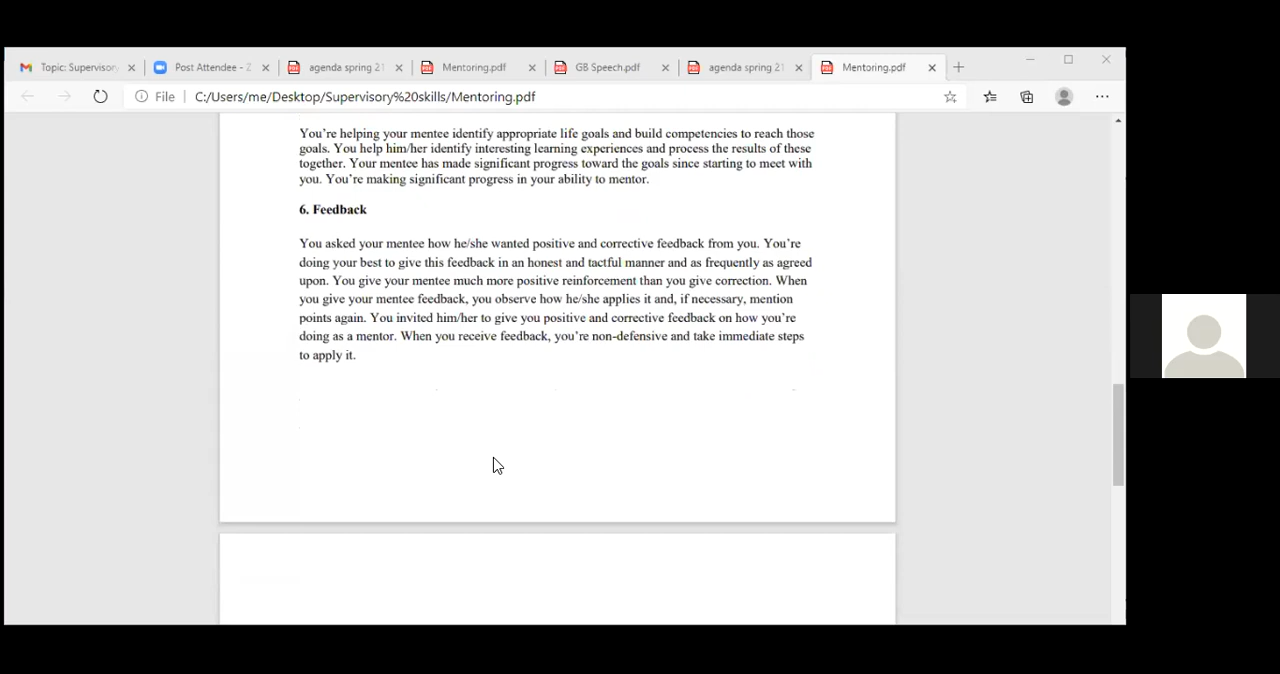 Topic: Supervisory
Post Attendee - Z
agenda spring 21
Mentoring.pdf
GB Speech.pdf
agenda spring 21
Mentoring.pdf
File
C:/Users/me/Desktop/Supervisory%20skills/Mentoring.pdf
You’re helping your mentee identify appropriate life goals and build competencies to reach those
goals. You help him/her identify interesting learning experiences and process the results of these
together. Your mentee has made significant progress toward the goals since starting to meet with
you. You’re making significant progress in your ability to mentor.
6. Feedback
You asked your mentee how he/she wanted positive and corrective feedback from you. You’re
doing your best to give this feedback in an honest and tactful manner and as frequently as agreed
upon. You give your mentee much more positive reinforcement than you give correction. When
you give your mentee feedback, you observe how he/she applies it and, if necessary, mention
points again. You invited him/her to give you positive and corrective feedback on how you’re
doing as a mentor. When you receive feedback, you’re non-defensive and take immediate steps
to apply it.